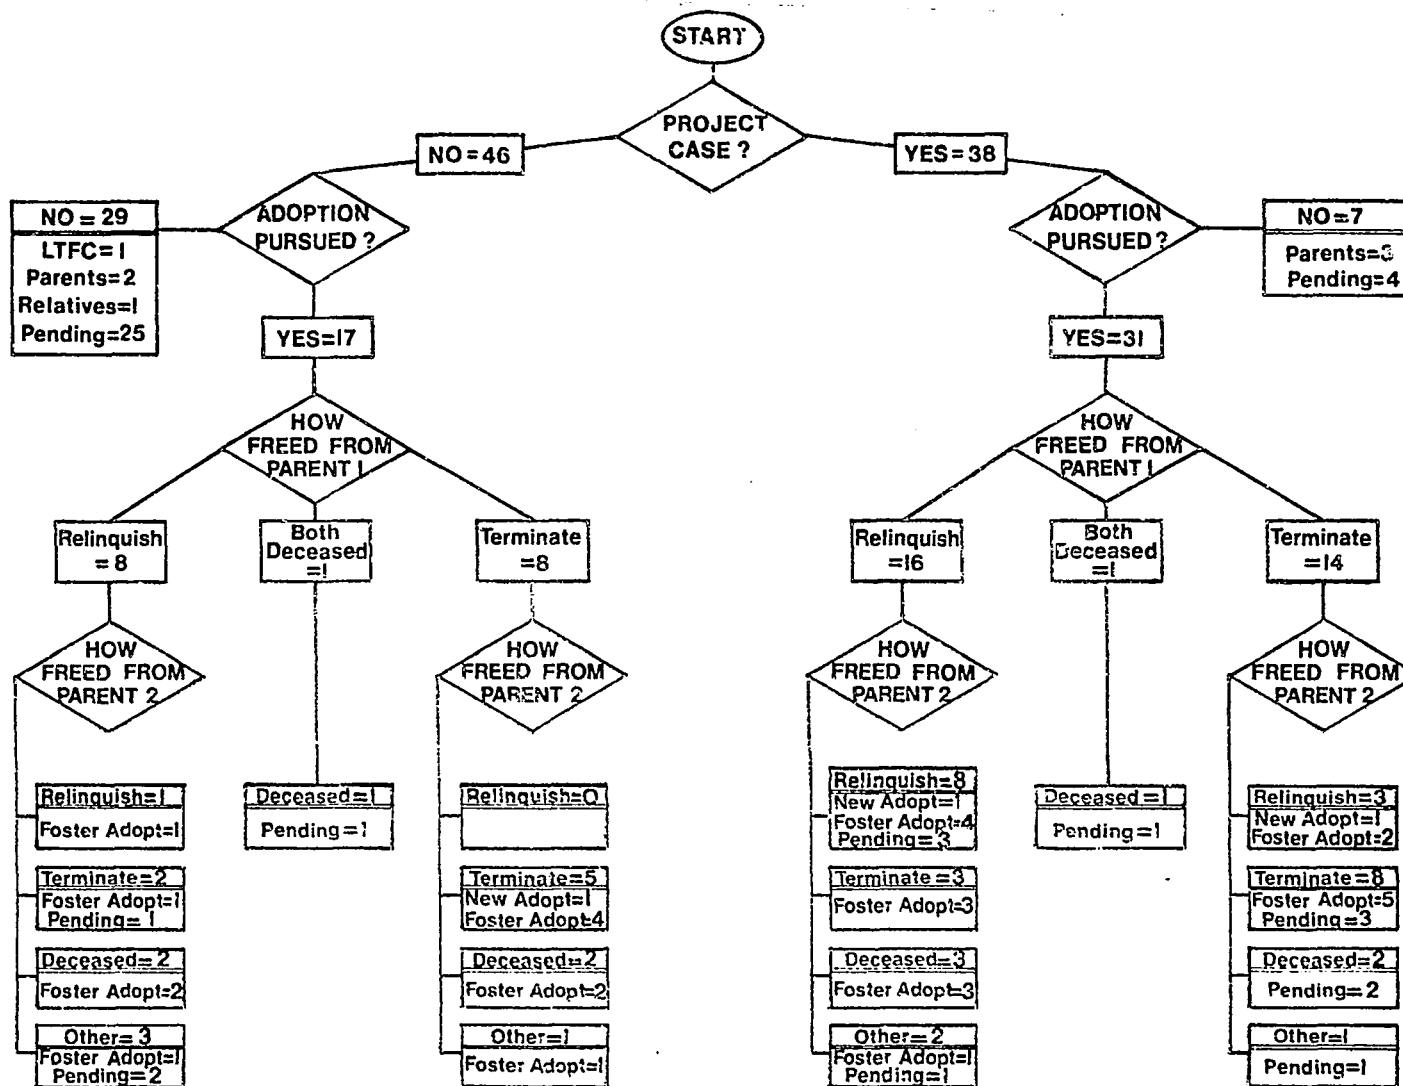 START
PROJECT
CASE ?
NO=46
YES=38
ADOPTION
PURSUED ?
NO = 29
LTFC=1
Parents=2
Relatives=1
Pending=25
YES=17
HOW
FREED FROM
PARENT 1
Relinquish
= 8
Both
Deceased
=1
Terminate
=8
HOW
FREED FROM
PARENT 2
HOW
FREED FROM
PARENT 2
Relinquish=1
Foster Adopt=1
Terminate=2
Foster Adopt=1
Pending= 1
Deceased= 2
Foster Adopt=2
Other= 3
Foster Adopt=1
Pending=2
Deceased=1
Pending=1
Relinquish=0
Terminate=5
New Adopt=1
Foster Adopt=4
Deceased=2
Foster Adopt=2
Other=1
Foster Adopt=1
ADOPTION
PURSUED ?
NO=7
Parents=3
Pending=4
YES=31
HOW
FREED FROM
PARENT 1
Relinquish
=16
Both
Deceased
=1
Terminate
=14
HOW
FREED FROM
PARENT 2
HOW
FREED FROM
PARENT 2
Relinquish=8
New Adopt=1
Foster Adopt=4
Pending= 3
Terminate= 3
Foster Adopt=3
Deceased=3
Foster Adopt=3
Other= 2
Foster Adopt=1
Pending=1
Deceased=1
Pending=1
Relinquish=3
New Adopt=1
Foster Adopt=2
Terminate=8
Foster Adopt=5
Pending=3
Deceased=2
Pending=2
Other=1
Pending=1